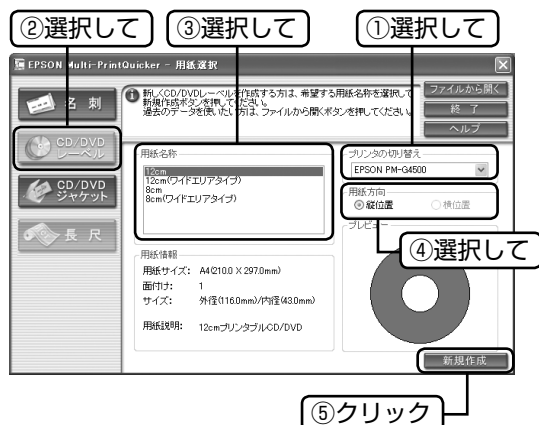 ②選択して
③選択して
①選択して
EPSON Multi-PrintQuicker - 用紙選択
名 刺
新しくCD/DVDレーベルを作成する方は、希望する用紙名称を選択して
新規作成ボタンを押してください。
過去のデータを使いたい方は、ファイルから開くボタンを押してください。
ファイルから開く
終 了
ヘルプ
CD/DVD
レーベル
CD/DVD
ジャケット
長 尺
用紙名称
12cm
12cm(ワイドエリアタイプ)
8cm
8cm(ワイドエリアタイプ)
プリンタの切り替え
EPSON PM-G4500
用紙方向
縦位置
横位置
プレビュー
④選択して
用紙情報
用紙サイズ: A4(210.0 X 297.0mm)
面付け: 1
サイズ: 外径(116.0mm)/内径(43.0mm)
用紙説明: 12cmプリンタブルCD/DVD
新規作成
⑤クリック